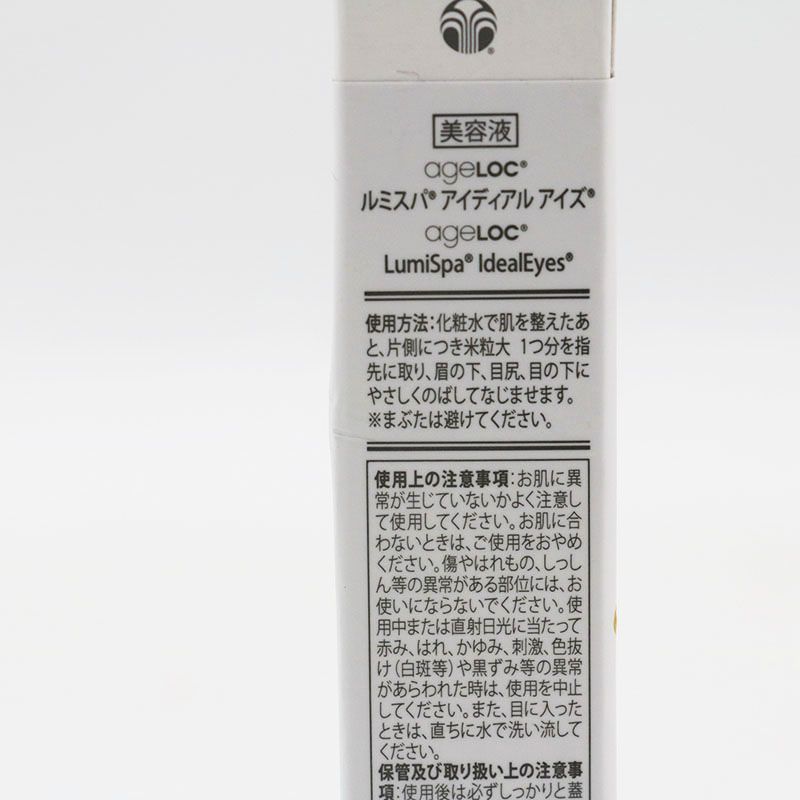 美容液
ageLOC®
ルミスパ® アイディアル アイズ®
ageLOC®
LumiSpa® IdealEyes®
使用方法:化粧水で肌を整えたあ
と、片側につき米粒大 1つ分を指
先に取り、眉の下、目尻、目の下に
やさしくのばしてなじませます。
※まぶたは避けてください。
使用上の注意事項:お肌に異
常が生じていないかよく注意し
て使用してください。お肌に合
わないときは、ご使用をおやめ
ください。傷やはれもの、しっし
ん等の異常がある部位には、お
使いにならないでください。使
用中または直射日光に当たって
赤み、はれ、かゆみ、刺激、色抜
け(白斑等)や黒ずみ等の異常
があらわれた時は、使用を中止
してください。また、目に入った
ときは、直ちに水で洗い流して
ください。
保管及び取り扱い上の注意事
項:使用後は必ずしっかりと蓋